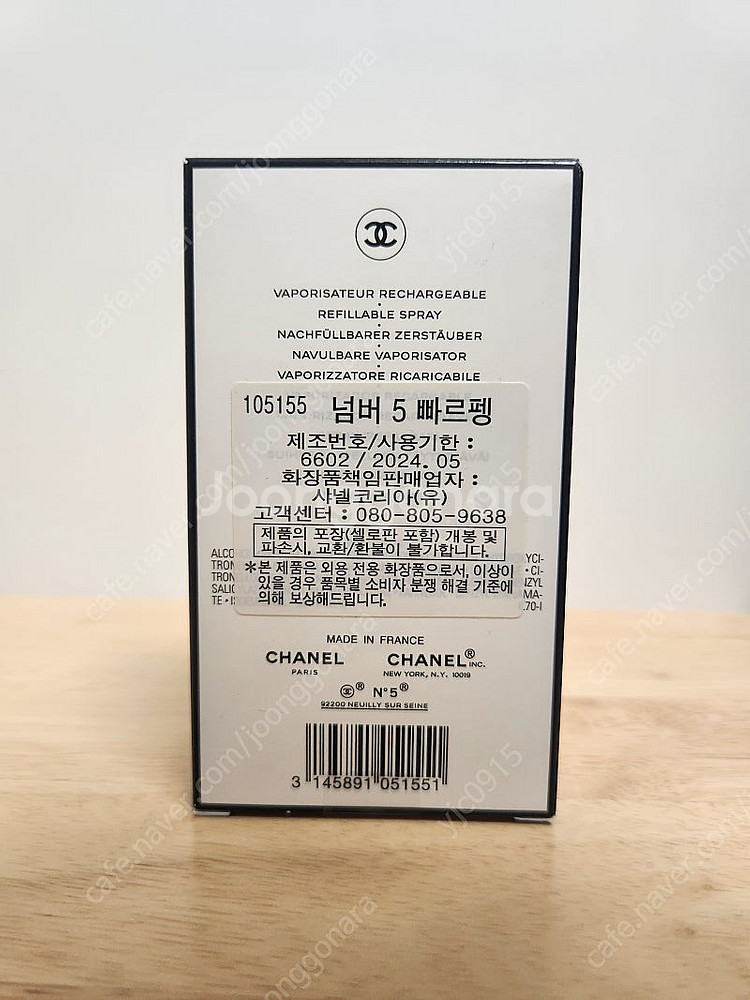 VAPORISATEUR RECHARGEABLE
REFILLABLE SPRAY
NACHFÜLLBARER ZERSTÄUBER
NAVULBARE VAPORISATOR
VAPORIZZATORE RICARICABILE
105155 넘버 5 빠르펭
제조번호/사용기한 :
6602 / 2024. 05
화장품책임판매업자 :
샤넬코리아(유)
고객센터 : 080-805-9638
제품의 포장(셀로판 포함) 개봉 및
파손시, 교환/환불이 불가합니다.
*본 제품은 외용 전용 화장품으로서, 이상이
있을 경우 품목별 소비자 분쟁 해결 기준에
의해 보상해드립니다.
MADE IN FRANCE
CHANEL CHANEL® INC.
PARIS NEW YORK, N.Y. 10019
® N°5®
92200 NEUILLY SUR SEINE
3 145891 051551
Joonggonara
cafe.naver.com/joonggonara
yjc0915